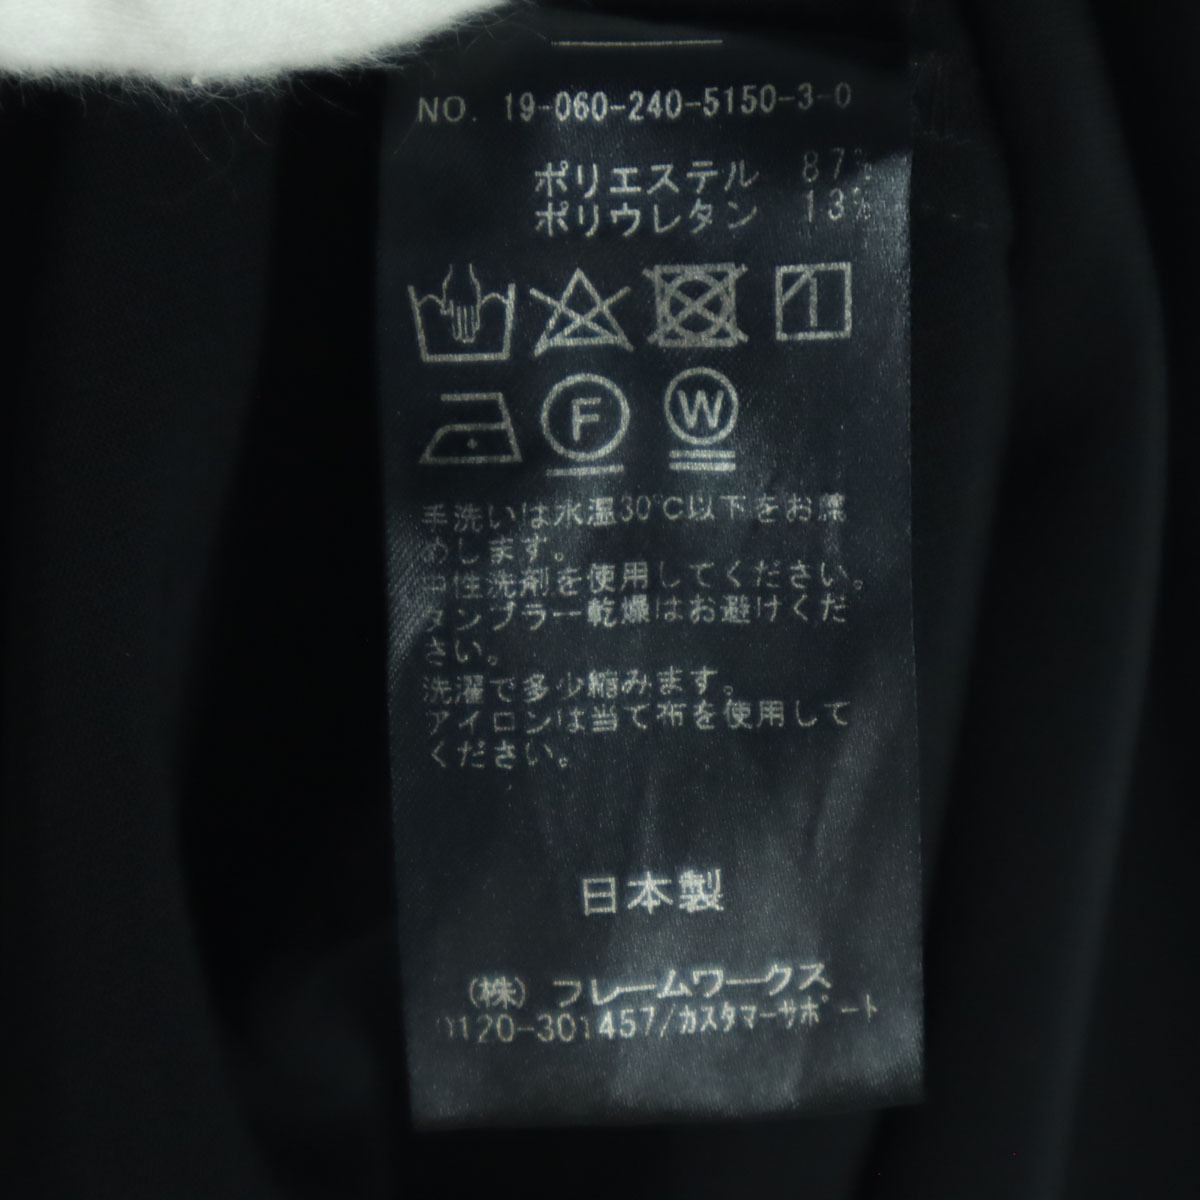 NO. 19-060-240-5150-3-0
ポリエステル 87%
ポリウレタン 13%
F W
手洗いは水温30℃以下をお薦
めします。
中性洗剤を使用してください。
タンブラー乾燥はお避けくだ
さい。
洗濯で多少縮みます。
アイロンは当て布を使用して
ください。
日本製
(株) フレームワークス
0120-301457/カスタマーサポート